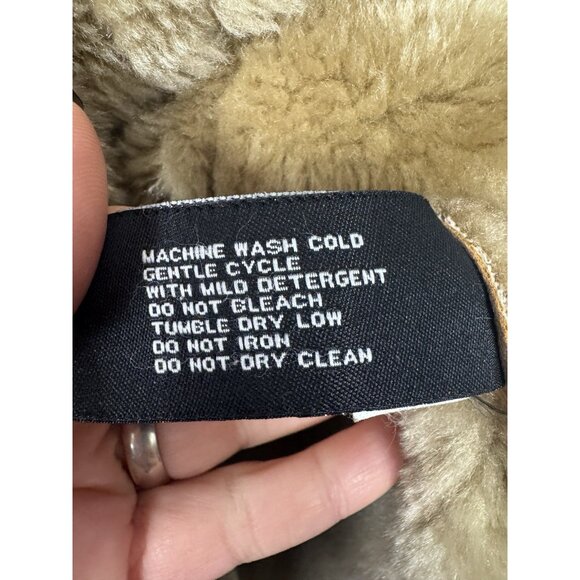 MACHINE WASH COLD
GENTLE CYCLE
WITH MILD DETERGENT
DO NOT BLEACH
TUMBLE DRY LOW
DO NOT IRON
DO NOT DRY CLEAN